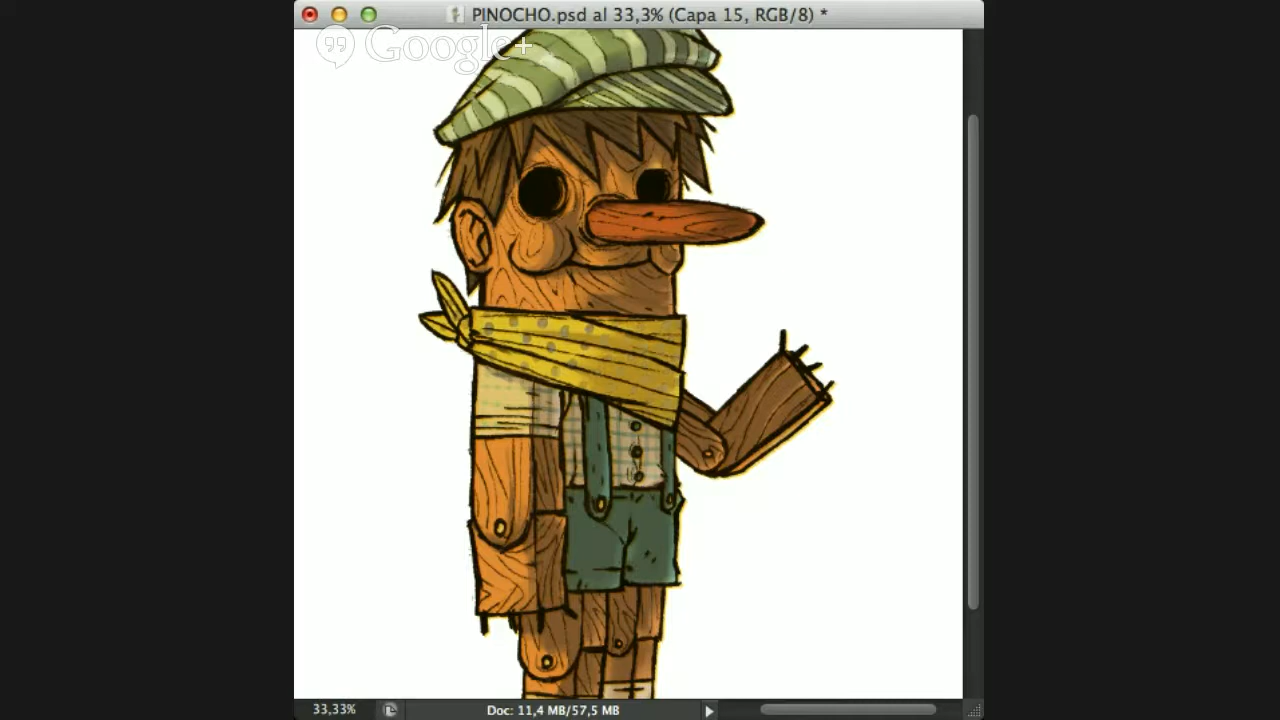 PINOCHO.psd al 33,3% (Capa 15, RGB/8) *
Google+
33,33%
Doc: 11,4 MB/57,5 MB